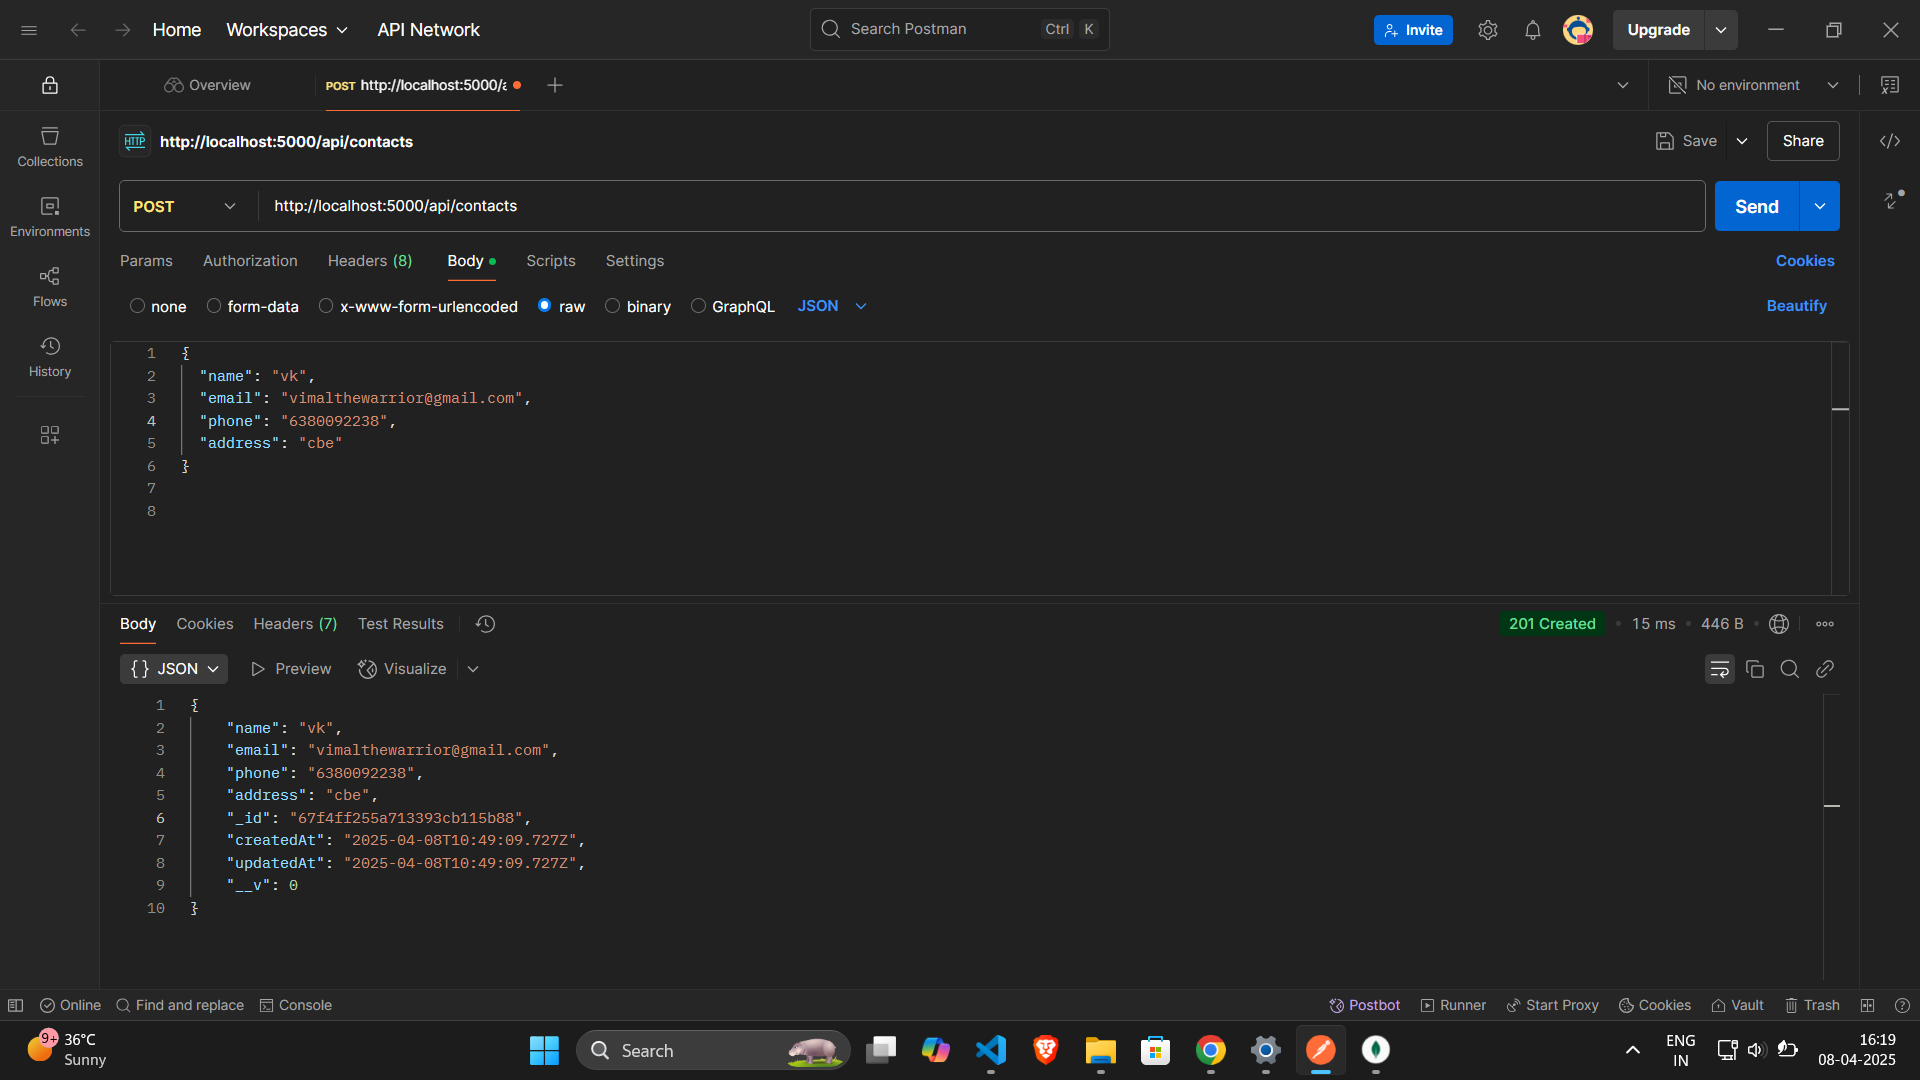 Home Workspaces API Network Search Postman Ctrl K Invite Upgrade
Overview POST http://localhost:5000/a No environment
HTTP http://localhost:5000/api/contacts Save Share
Collections
Environments
Flows
History
POST http://localhost:5000/api/contacts Send
Params Authorization Headers (8) Body Scripts Settings Cookies
none form-data x-www-form-urlencoded raw binary GraphQL JSON Beautify
1 {
2 "name": "vk",
3 "email": "vimalthewarrior@gmail.com",
4 "phone": "6380092238",
5 "address": "cbe"
6 }
7
8
Body Cookies Headers (7) Test Results 201 Created 15 ms 446 B
{} JSON Preview Visualize
1 {
2 "name": "vk",
3 "email": "vimalthewarrior@gmail.com",
4 "phone": "6380092238",
5 "address": "cbe",
6 "_id": "67f4ff255a713393cb115b88",
7 "createdAt": "2025-04-08T10:49:09.727Z",
8 "updatedAt": "2025-04-08T10:49:09.727Z",
9 "__v": 0
10 }
Online Find and replace Console Postbot Runner Start Proxy Cookies Vault Trash
9+ 36°C
Sunny
Search
ENG
IN
16:19
08-04-2025